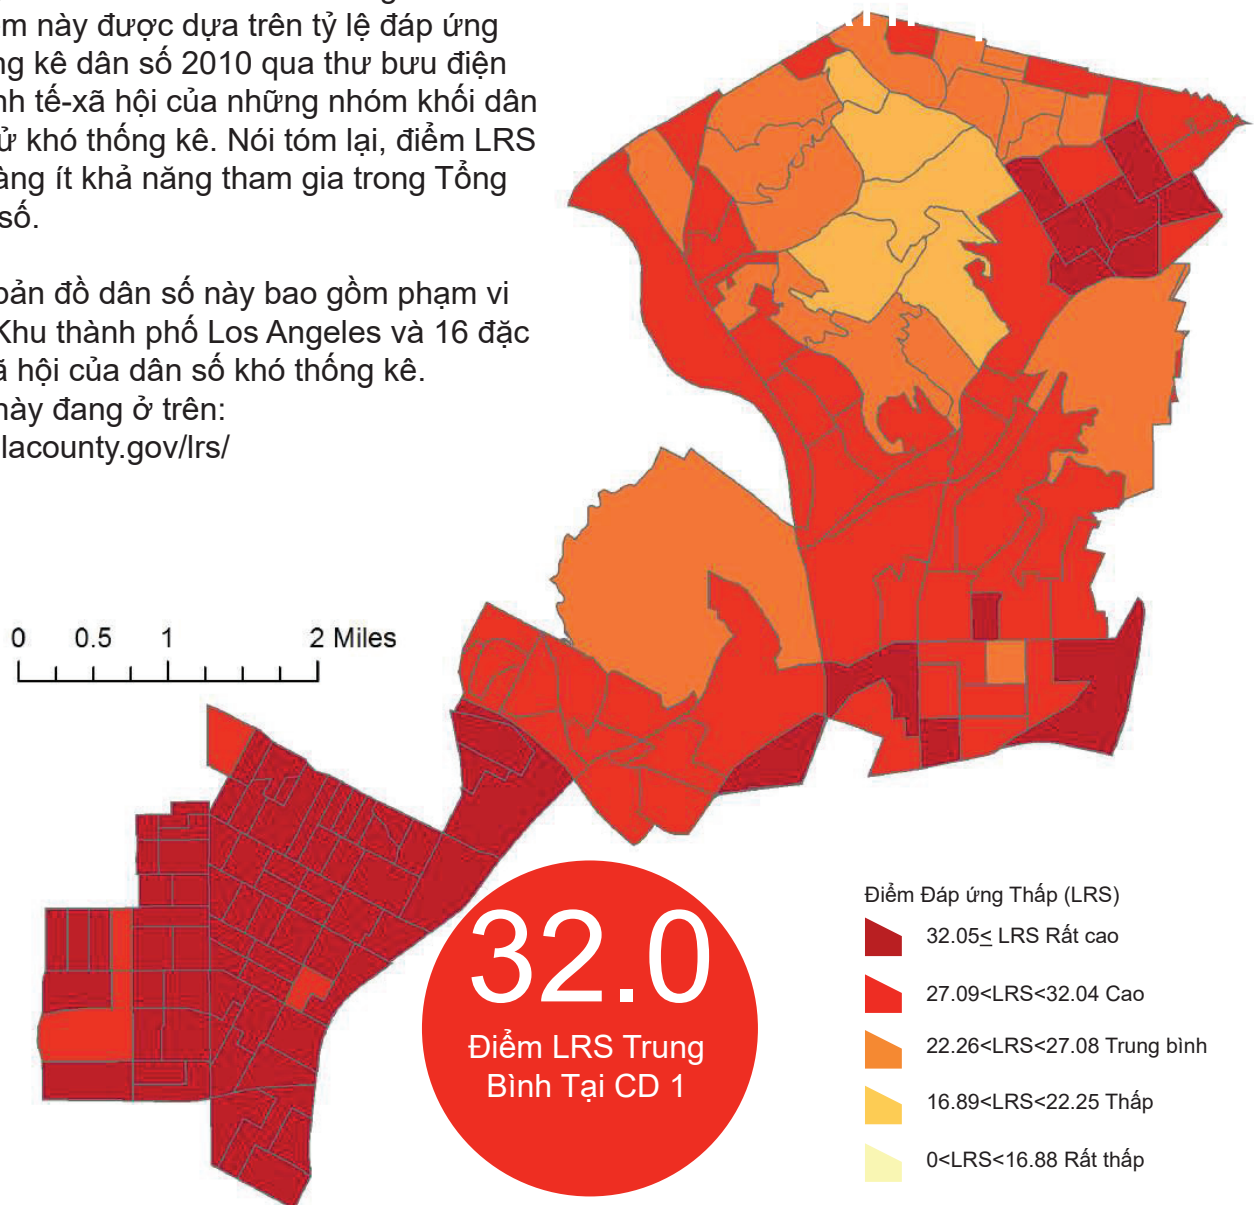 m này được dựa trên tỷ lệ đáp ứng
ng kê dân số 2010 qua thư bưu điện
nh tế-xã hội của những nhóm khối dân
ử khó thống kê. Nói tóm lại, điểm LRS
àng ít khả năng tham gia trong Tổng
số.
bản đồ dân số này bao gồm phạm vi
Khu thành phố Los Angeles và 16 đặc
ã hội của dân số khó thống kê.
này đang ở trên:
lacounty.gov/lrs/
0 0.5 1 2 Miles
32.0
Điểm LRS Trung
Bình Tại CD 1
Điểm Đáp ứng Thấp (LRS)
32.05≤ LRS Rất cao
27.09<LRS<32.04 Cao
22.26<LRS<27.08 Trung bình
16.89<LRS<22.25 Thấp
0<LRS<16.88 Rất thấp